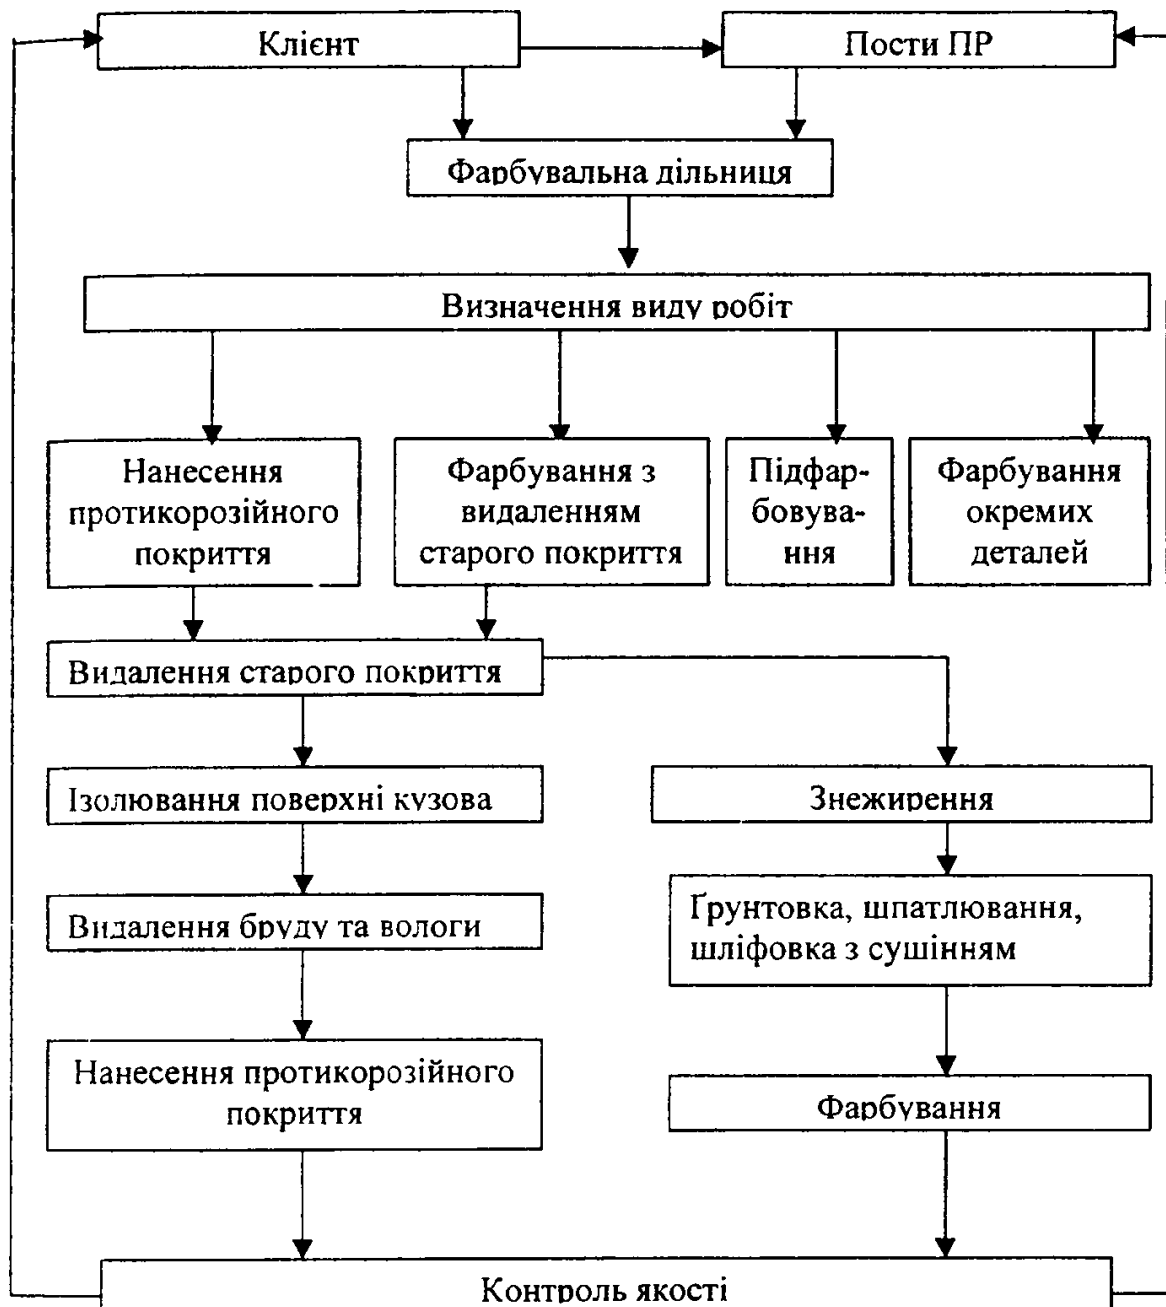 Клієнт
Пости ПР
Фарбувальна дільниця
Визначення виду робіт
Нанесення
протикорозійного
покриття
Фарбування з
видаленням
старого покриття
Підфар-
бовува-
ння
Фарбування
окремих
деталей
Видалення старого покриття
Ізолювання поверхні кузова
Знежирення
Видалення бруду та вологи
Ґрунтовка, шпатлювання,
шліфовка з сушінням
Нанесення протикорозійного
покриття
Фарбування
Контроль якості